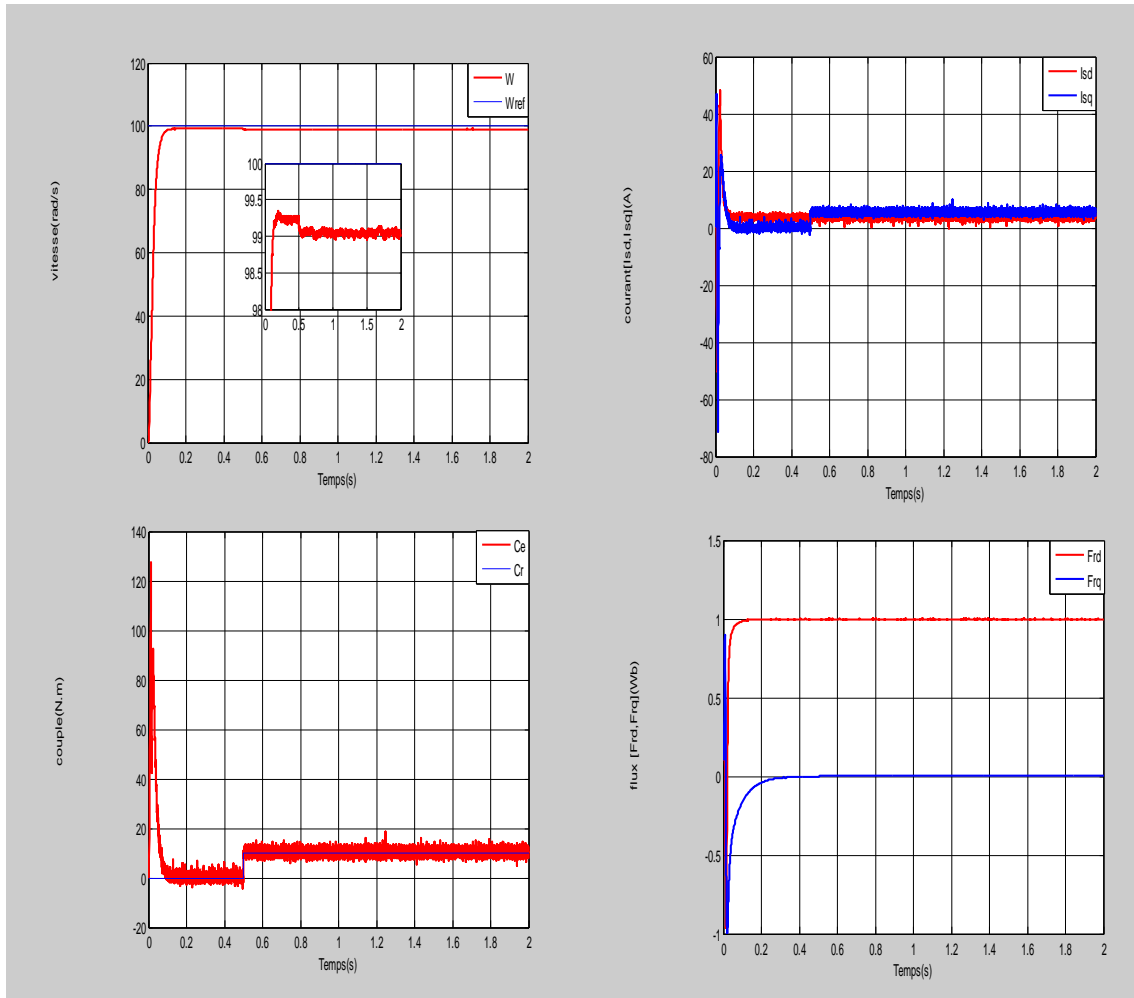 120
100
80
60
40
20
0
0 0.2 0.4 0.6 0.8 1 1.2 1.4 1.6 1.8 2
Temps(s)
vitesse(rad/s)
W
Wref
100
99.5
99
98.5
98
0 0.5 1 1.5 2
60
40
20
0
-20
-40
-60
-80
0 0.2 0.4 0.6 0.8 1 1.2 1.4 1.6 1.8 2
Temps(s)
courant[Isd,Isq](A)
Isd
Isq
140
120
100
80
60
40
20
0
-20
0 0.2 0.4 0.6 0.8 1 1.2 1.4 1.6 1.8 2
Temps(s)
couple(N.m)
Ce
Cr
1.5
1
0.5
0
-0.5
-1
0 0.2 0.4 0.6 0.8 1 1.2 1.4 1.6 1.8 2
Temps(s)
flux [Frd,Frq](Wb)
Frd
Frq